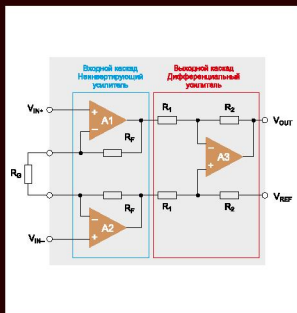 Входной каскад
Неинвертирующий
усилитель
Выходной каскад
Дифференциальный
усилитель
VIN+
+
A1
−
RF
R1
R2
VOUT
RG
−
A3
+
RF
R1
R2
VREF
−
A2
+
VIN−